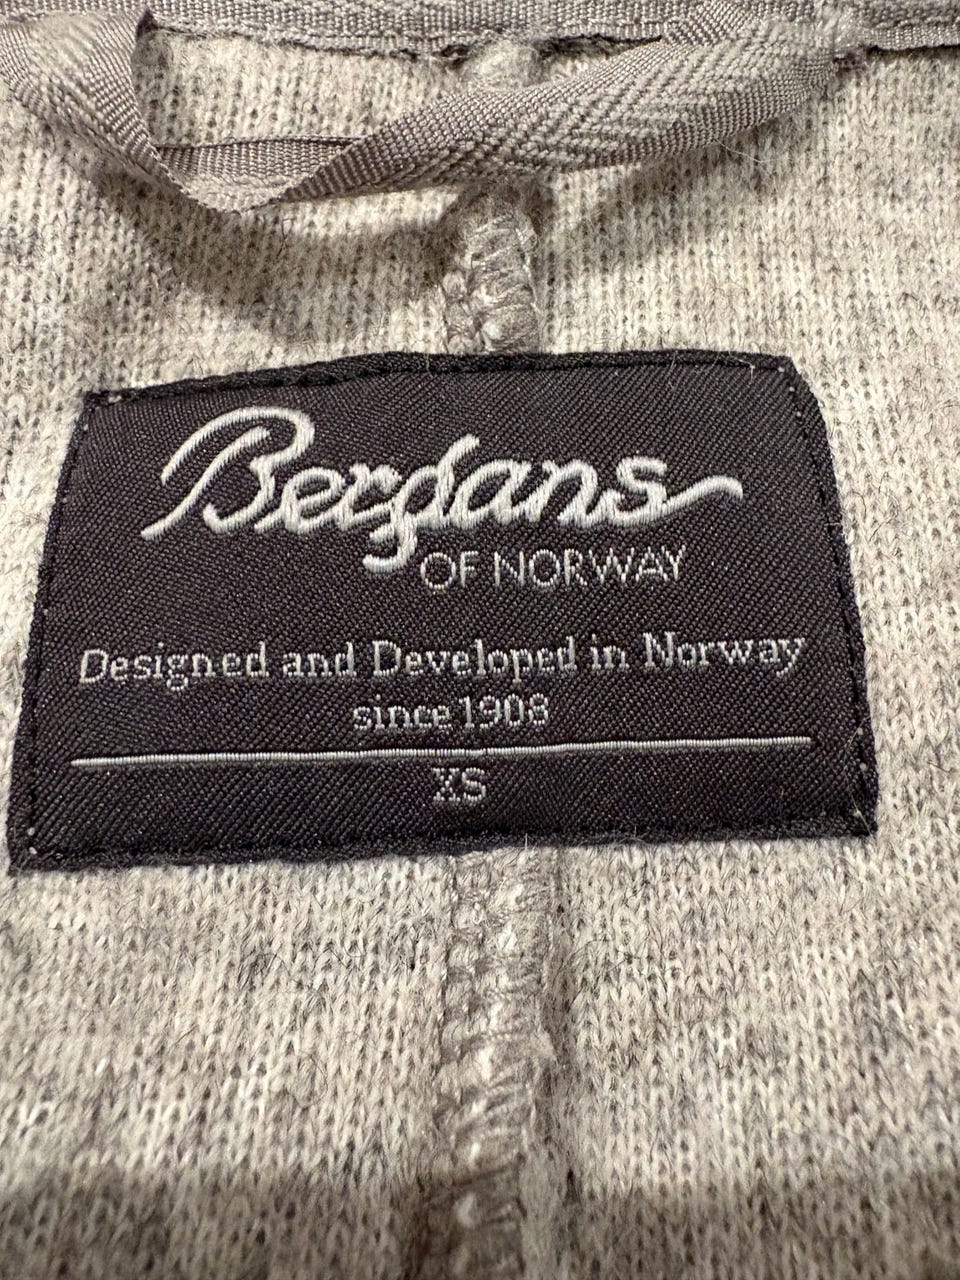 Bergans
OF NORWAY
Designed and Developed in Norway
since 1908
XS